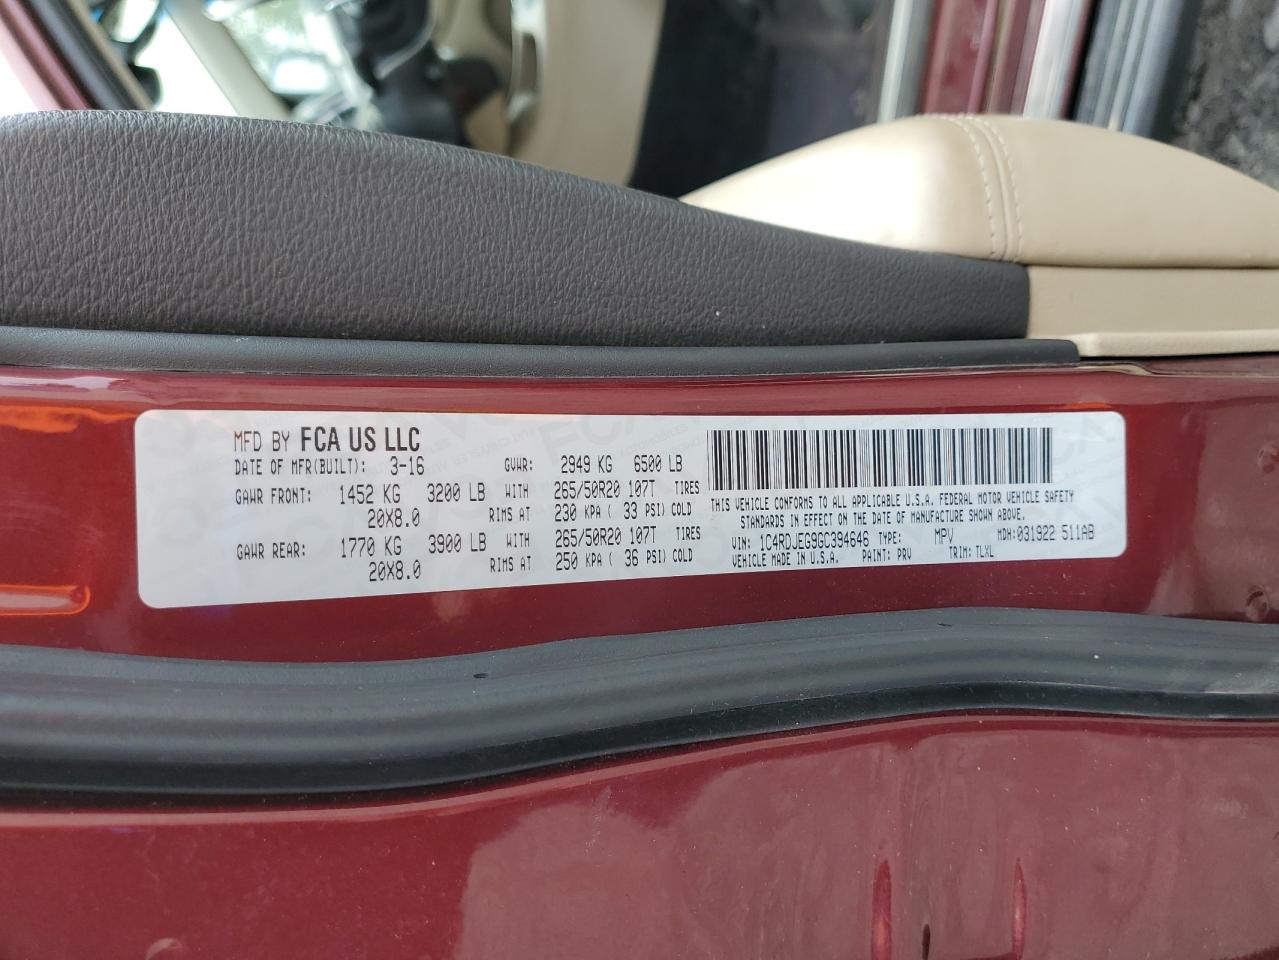 MFD BY FCA US LLC
DATE OF MFR(BUILT): 3-16 GVWR: 2949 KG 6500 LB
GAWR FRONT: 1452 KG 3200 LB WITH 265/50R20 107T TIRES
20X8.0 RIMS AT 230 KPA ( 33 PSI) COLD
GAWR REAR: 1770 KG 3900 LB WITH 265/50R20 107T TIRES
20X8.0 RIMS AT 250 KPA ( 36 PSI) COLD
THIS VEHICLE CONFORMS TO ALL APPLICABLE U.S.A. FEDERAL MOTOR VEHICLE SAFETY
STANDARDS IN EFFECT ON THE DATE OF MANUFACTURE SHOWN ABOVE.
VIN: 1C4RDJEG9GC394646 TYPE: MPV MDH:031922 511AB
VEHICLE MADE IN U.S.A. PAINT: PRV TRIM: TLXL